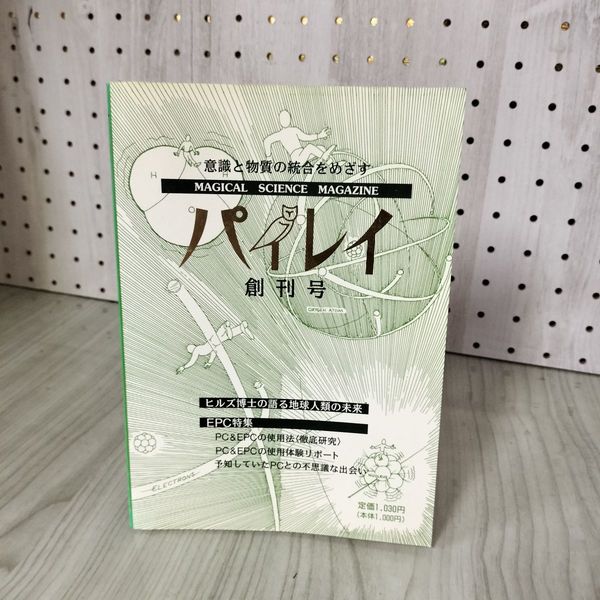 意識と物質の統合をめざす
MAGICAL SCIENCE MAGAZINE
パイレイ
創刊号
H
OXYGEN ATOM
ヒルズ博士の語る地球人類の未来
EPC特集
PC&EPCの使用法〈徹底研究〉
PC&EPCの使用体験リポート
予知していたPCとの不思議な出会い
ELECTRONS
定価1,030円
(本体1,000円)